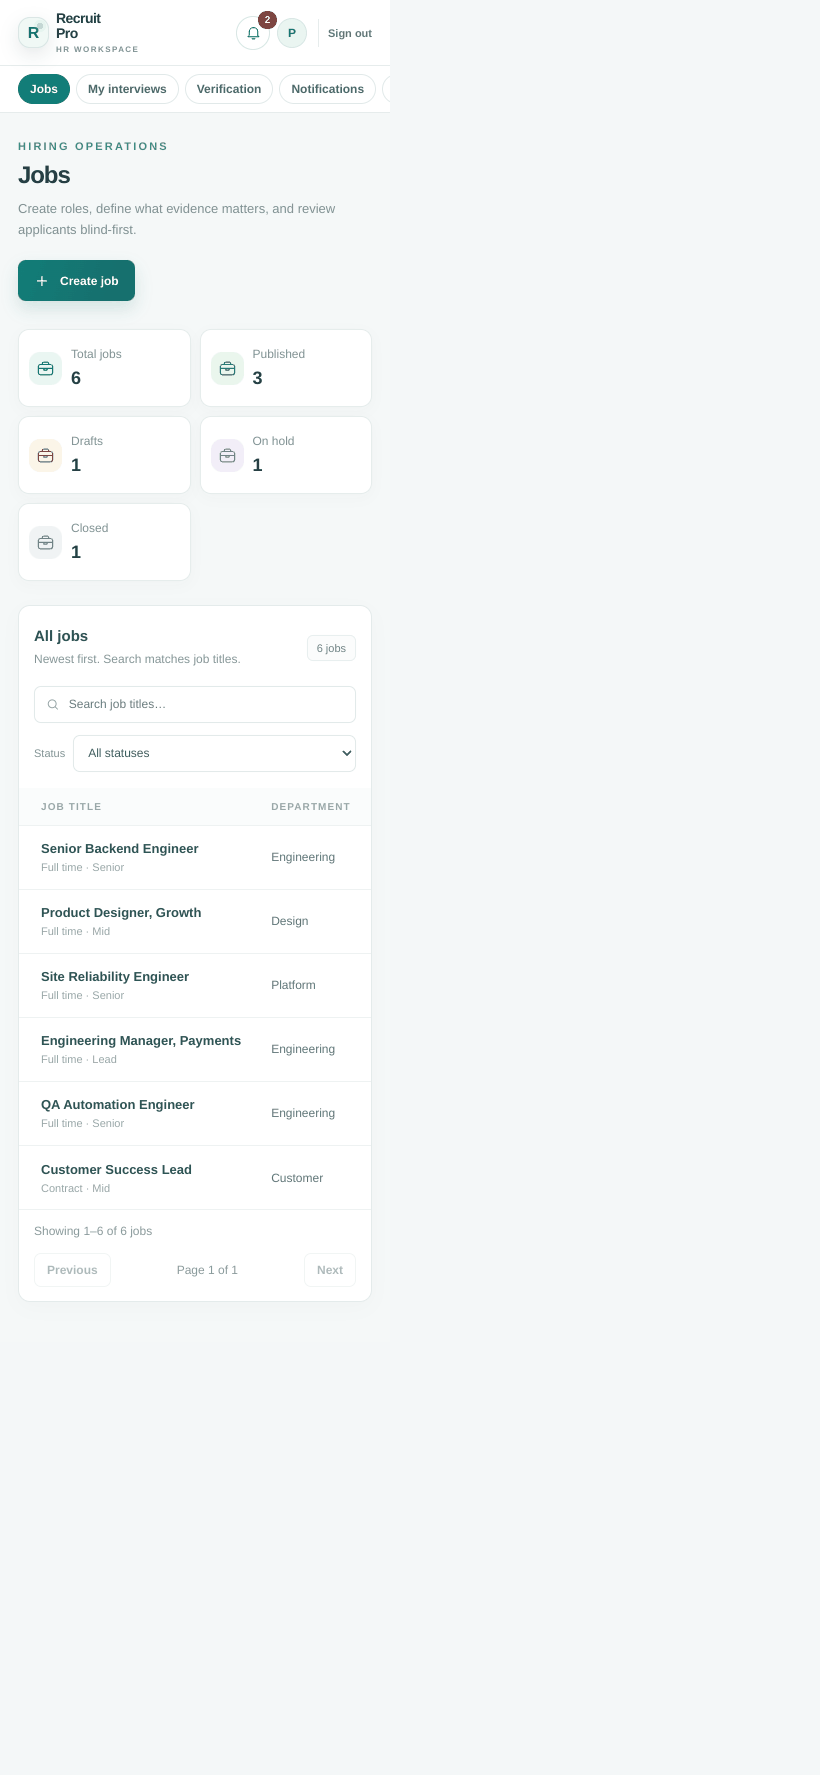 R
Recruit
Pro
HR WORKSPACE
2
P
Sign out
Jobs
My interviews
Verification
Notifications
HIRING OPERATIONS
Jobs
Create roles, define what evidence matters, and review
applicants blind-first.
Create job
Total jobs
6
Published
3
Drafts
1
On hold
1
Closed
1
All jobs
Newest first. Search matches job titles.
6 jobs
Search job titles…
Status
All statuses
JOB TITLE
DEPARTMENT
Senior Backend Engineer
Full time · Senior
Engineering
Product Designer, Growth
Full time · Mid
Design
Site Reliability Engineer
Full time · Senior
Platform
Engineering Manager, Payments
Full time · Lead
Engineering
QA Automation Engineer
Full time · Senior
Engineering
Customer Success Lead
Contract · Mid
Customer
Showing 1–6 of 6 jobs
Previous
Page 1 of 1
Next